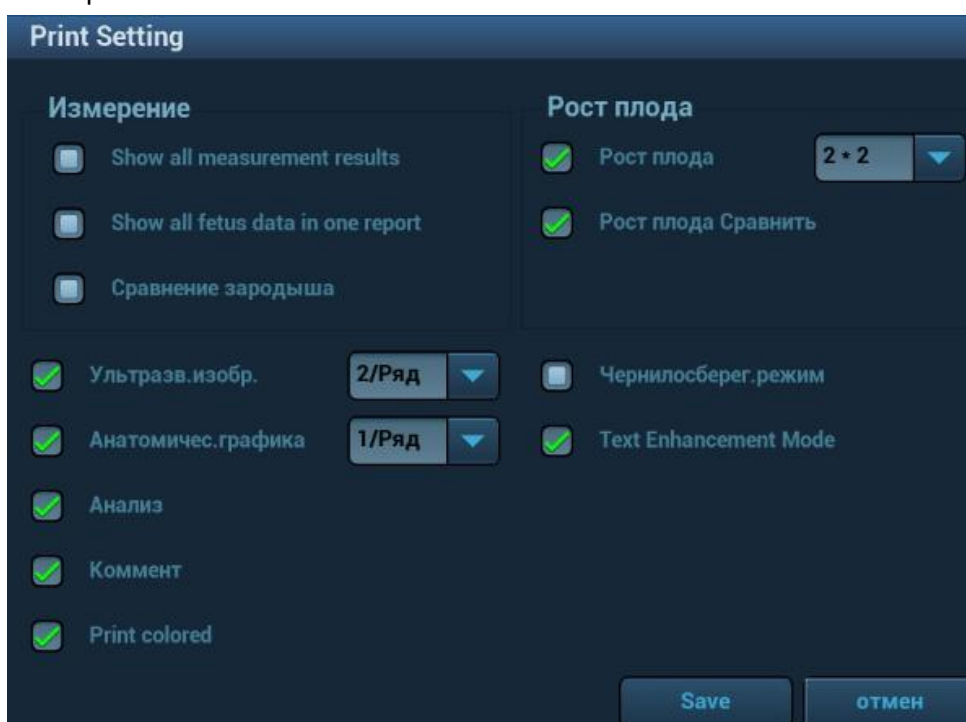 Print Setting
Измерение
Show all measurement results
Show all fetus data in one report
Сравнение зародыша
Рост плода
Рост плода 2 * 2
Рост плода Сравнить
Ультразв.изобр. 2/Ряд
Анатомичес.графика 1/Ряд
Анализ
Коммент
Print colored
Чернилосберег.режим
Text Enhancement Mode
Save отмен